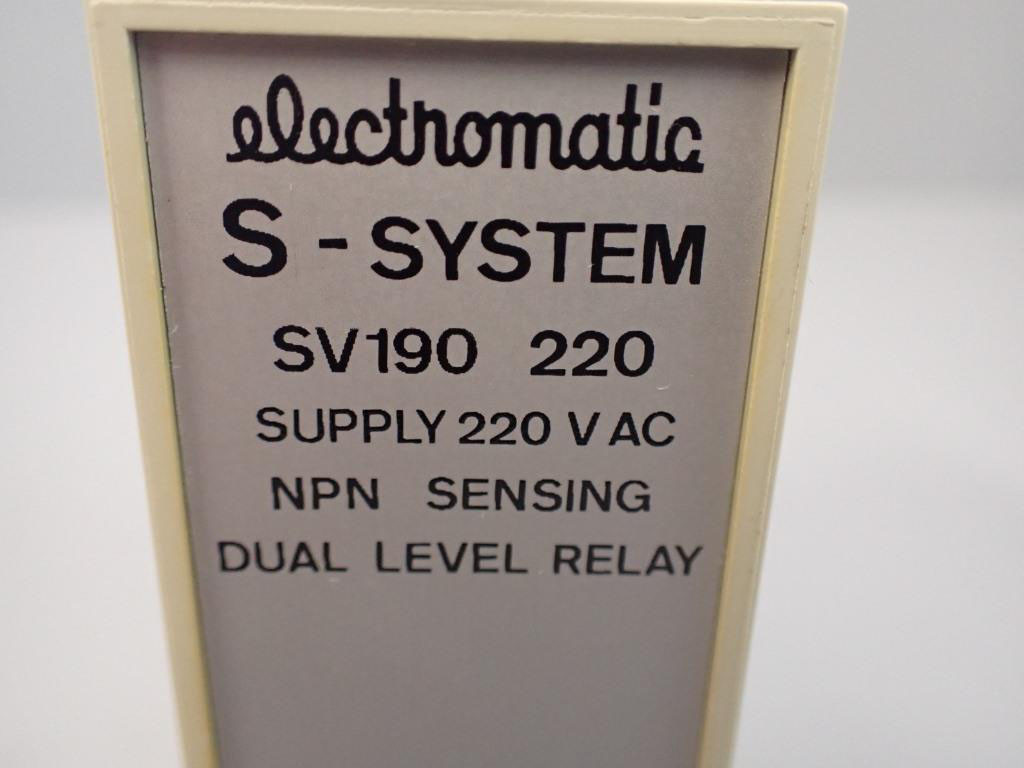 electromatic
S - SYSTEM
SV190 220
SUPPLY 220 V AC
NPN SENSING
DUAL LEVEL RELAY